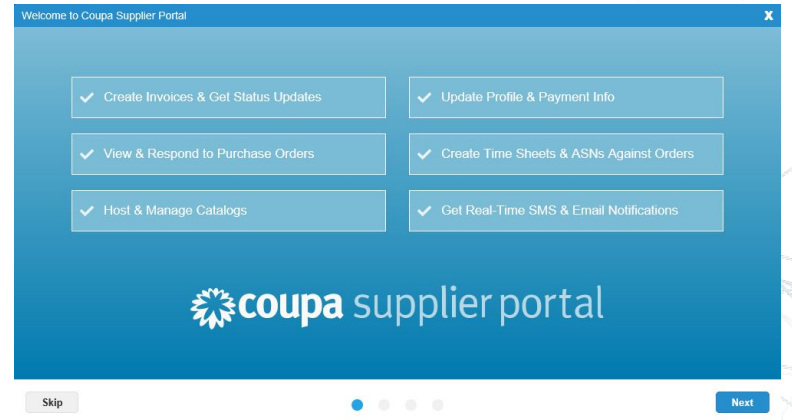 Welcome to Coupa Supplier Portal
X
Create Invoices & Get Status Updates
Update Profile & Payment Info
View & Respond to Purchase Orders
Create Time Sheets & ASNs Against Orders
Host & Manage Catalogs
Get Real-Time SMS & Email Notifications
coupa supplier portal
Skip
Next